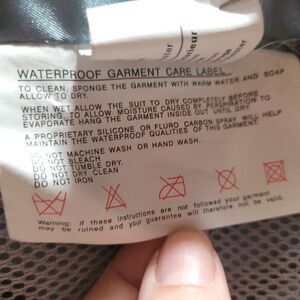 WATERPROOF GARMENT CARE LABEL
TO CLEAN, SPONGE THE GARMENT WITH WARM WATER AND SOAP
ALLOW TO DRY.
WHEN WET ALLOW THE SUIT TO DRY COMPLETELY BEFORE
STORING. TO ALLOW MOISTURE CAUSED BY PERSPIRATION TO
EVAPORATE HANG THE GARMENT INSIDE OUT UNTIL DRY.
A PROPRIETARY SILICONE OR FLURO CARBON SPRAY WILL HELP
MAINTAIN THE WATERPROOF QUALITIES OF THIS GARMENT.
DO NOT MACHINE WASH OR HAND WASH.
DO NOT BLEACH
DO NOT TUMBLE DRY.
DO NOT DRY CLEAN
DO NOT IRON
Warning: if these instructions are not followed your garment
may be ruined and your guarantee will therefore not be valid.